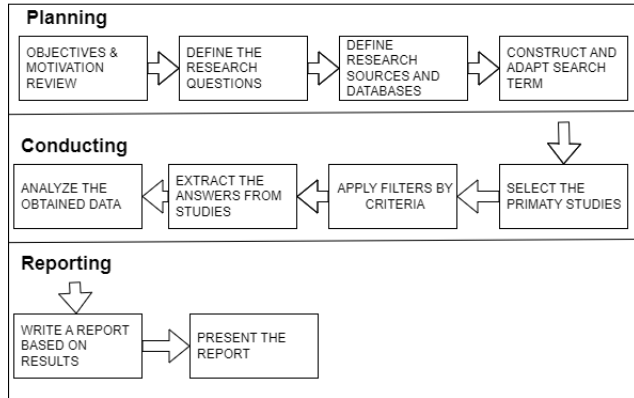 Planning
OBJECTIVES &
MOTIVATION
REVIEW
DEFINE THE
RESEARCH
QUESTIONS
DEFINE
RESEARCH
SOURCES AND
DATABASES
CONSTRUCT AND
ADAPT SEARCH
TERM
Conducting
ANALYZE THE
OBTAINED DATA
EXTRACT THE
ANSWERS FROM
STUDIES
APPLY FILTERS BY
CRITERIA
SELECT THE
PRIMATY STUDIES
Reporting
WRITE A REPORT
BASED ON
RESULTS
PRESENT THE
REPORT